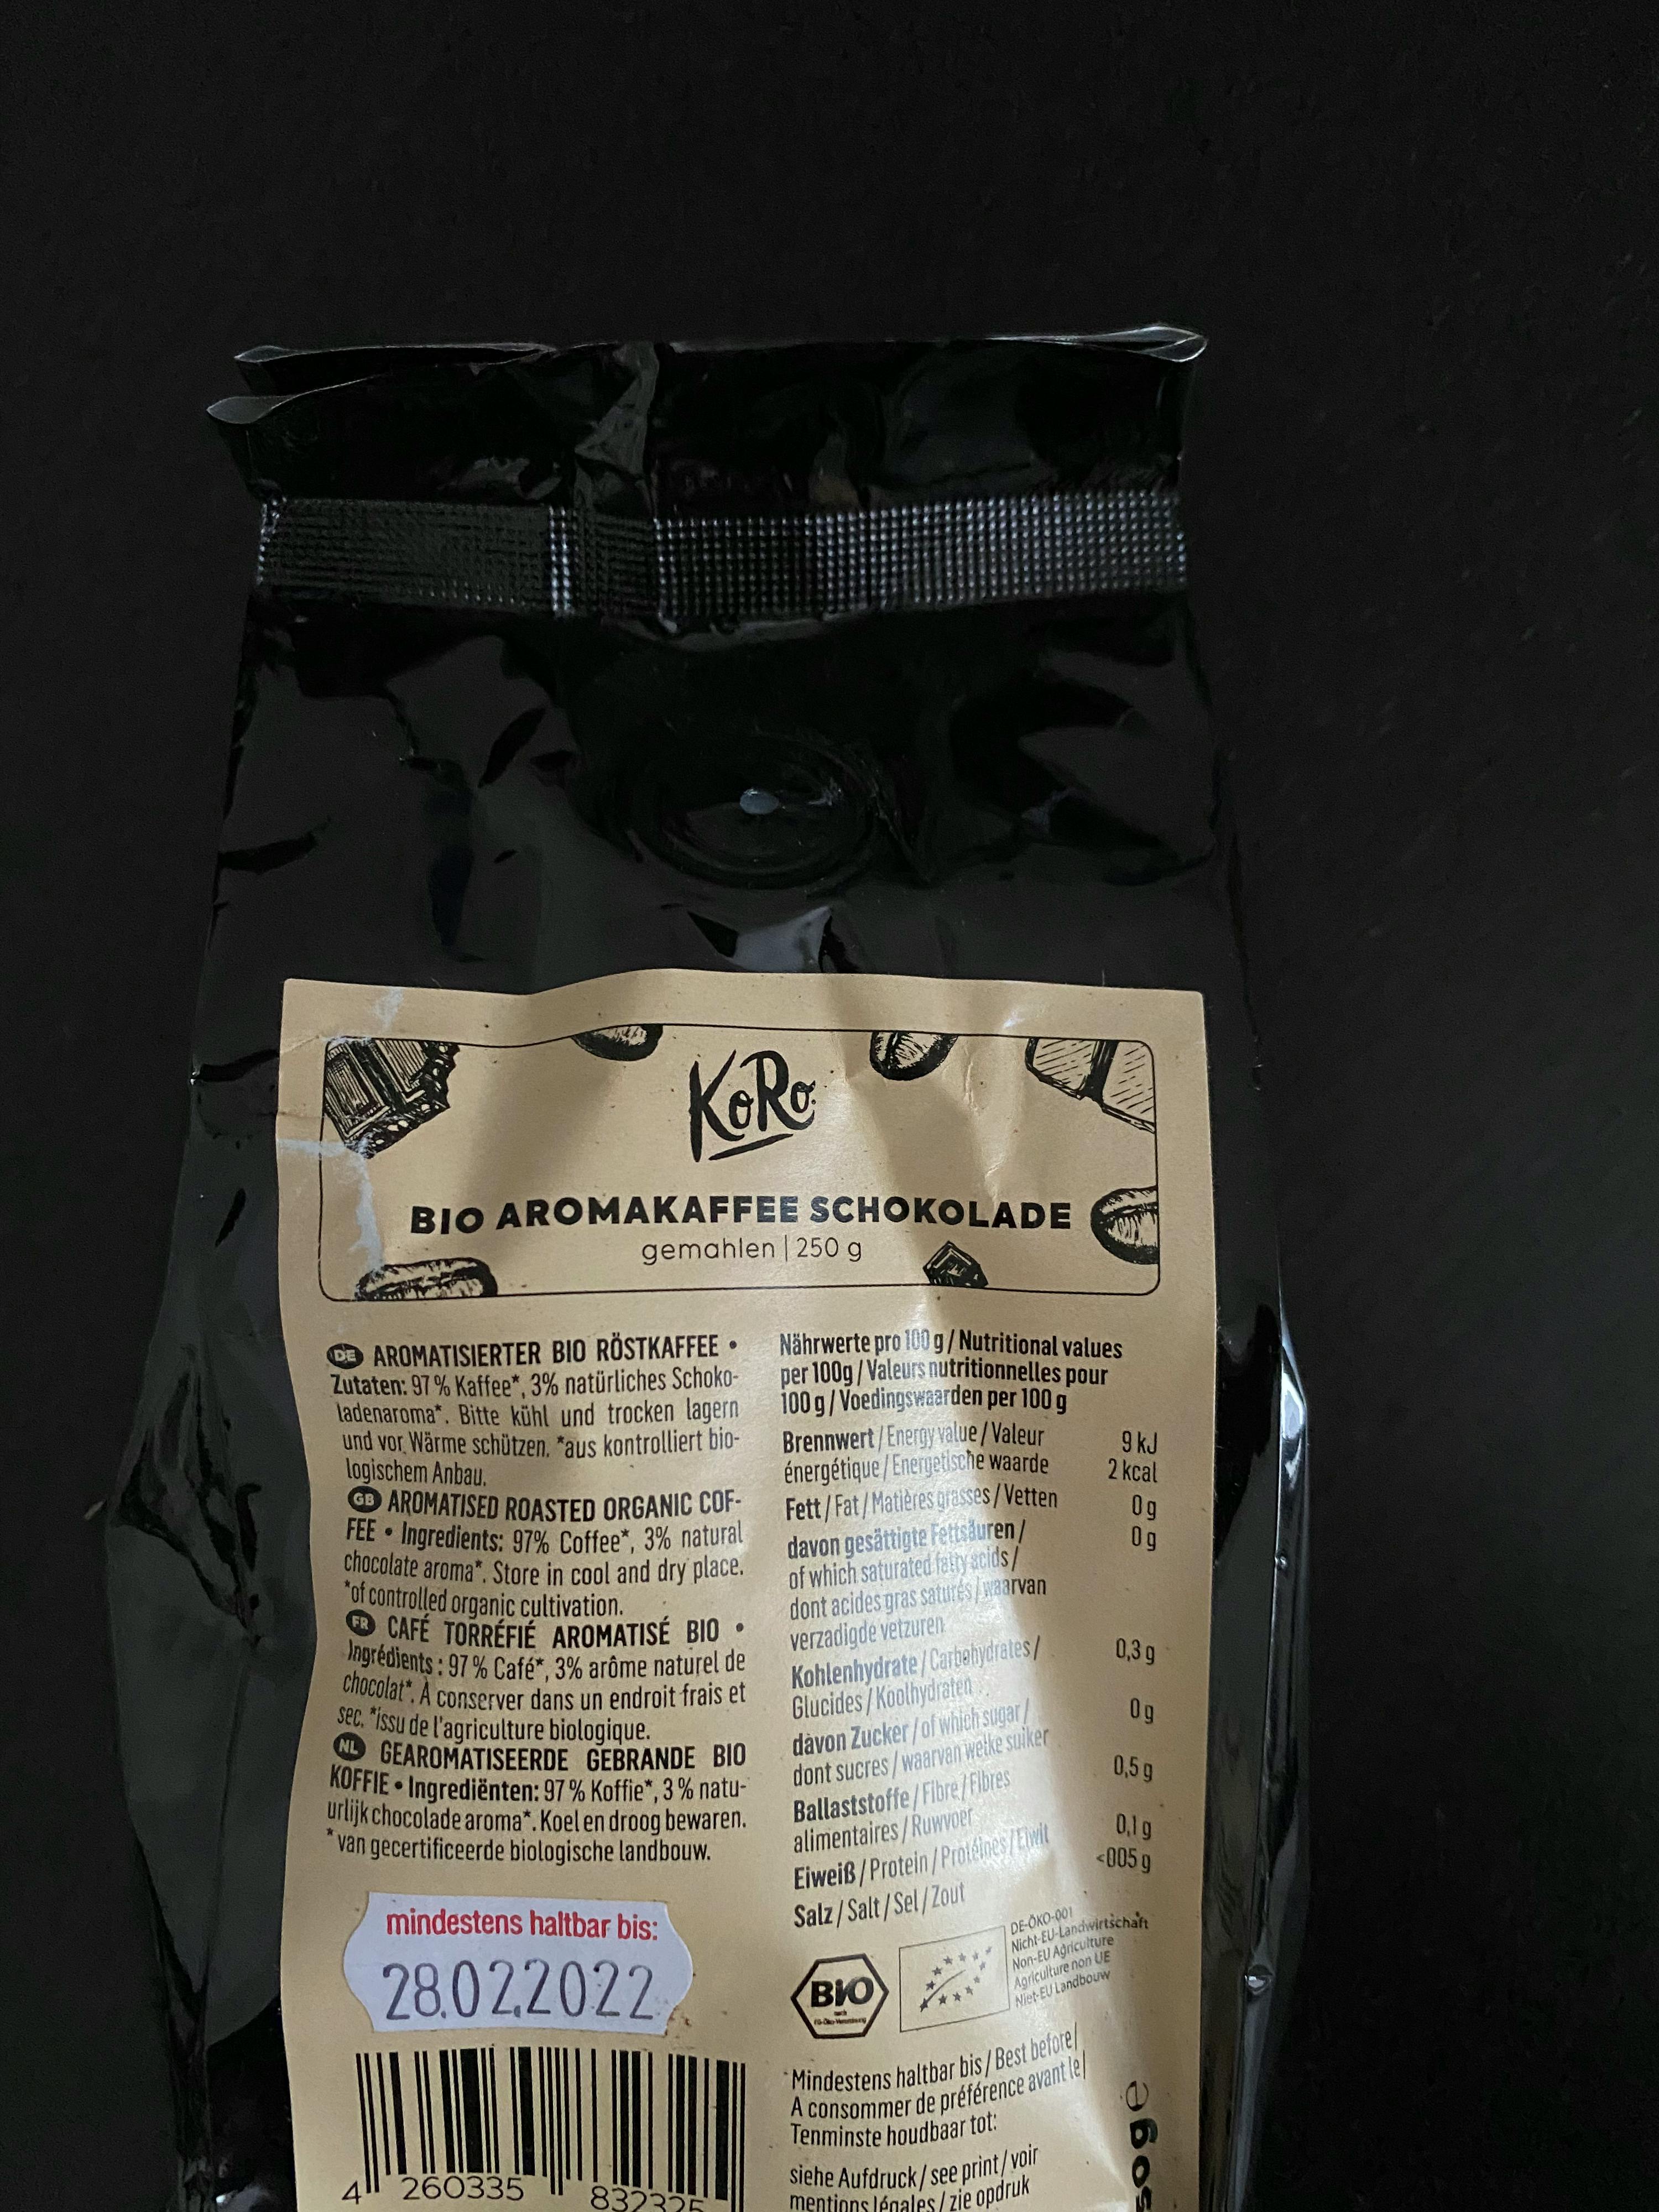 KoRo
BIO AROMAKAFFEE SCHOKOLADE
gemahlen | 250 g
DE AROMATISIERTER BIO RÖSTKAFFEE •
Zutaten: 97 % Kaffee*, 3% natürliches Schoko-
ladenaroma*. Bitte kühl und trocken lagern
und vor Wärme schützen. *aus kontrolliert bio-
logischem Anbau.
GB AROMATISED ROASTED ORGANIC COF-
FEE • Ingredients: 97% Coffee*, 3% natural
chocolate aroma*. Store in cool and dry place.
*of controlled organic cultivation.
FR CAFÉ TORRÉFIÉ AROMATISÉ BIO •
Ingrédients : 97 % Café*, 3% arôme naturel de
chocolat*. À conserver dans un endroit frais et
sec. *issu de l'agriculture biologique.
NL GEAROMATISEERDE GEBRANDE BIO
KOFFIE • Ingrediënten: 97 % Koffie*, 3 % natu-
urlijk chocolade aroma*. Koel en droog bewaren.
*van gecertificeerde biologische landbouw.
mindestens haltbar bis:
28.02.2022
4 260335 832325
Nährwerte pro 100 g / Nutritional values
per 100g / Valeurs nutritionnelles pour
100 g / Voedingswaarden per 100 g
Brennwert / Energy value / Valeur 9 kJ
énergétique / Energetische waarde 2 kcal
Fett / Fat / Matières grasses / Vetten 0 g
davon gesättigte Fettsäuren / 0 g
of which saturated fatty acids /
dont acides gras saturés / waarvan
verzadigde vetzuren
Kohlenhydrate / Carbohydrates / 0,3 g
Glucides / Koolhydraten
davon Zucker / of which sugar / 0 g
dont sucres / waarvan welke suiker
Ballaststoffe / Fibre / Fibres 0,5 g
alimentaires / Ruwvoer
Eiweiß / Protein / Protéines / Eiwit 0,1 g
Salz / Salt / Sel / Zout <005 g
BIO
nach
EG-Öko-Verordnung
DE-ÖKO-001
Nicht-EU-Landwirtschaft
Non-EU Agriculture
Agriculture non UE
Niet-EU Landbouw
Mindestens haltbar bis / Best before /
A consommer de préférence avant le /
Tenminste houdbaar tot:
siehe Aufdruck / see print / voir
mentions légales / zie opdruk